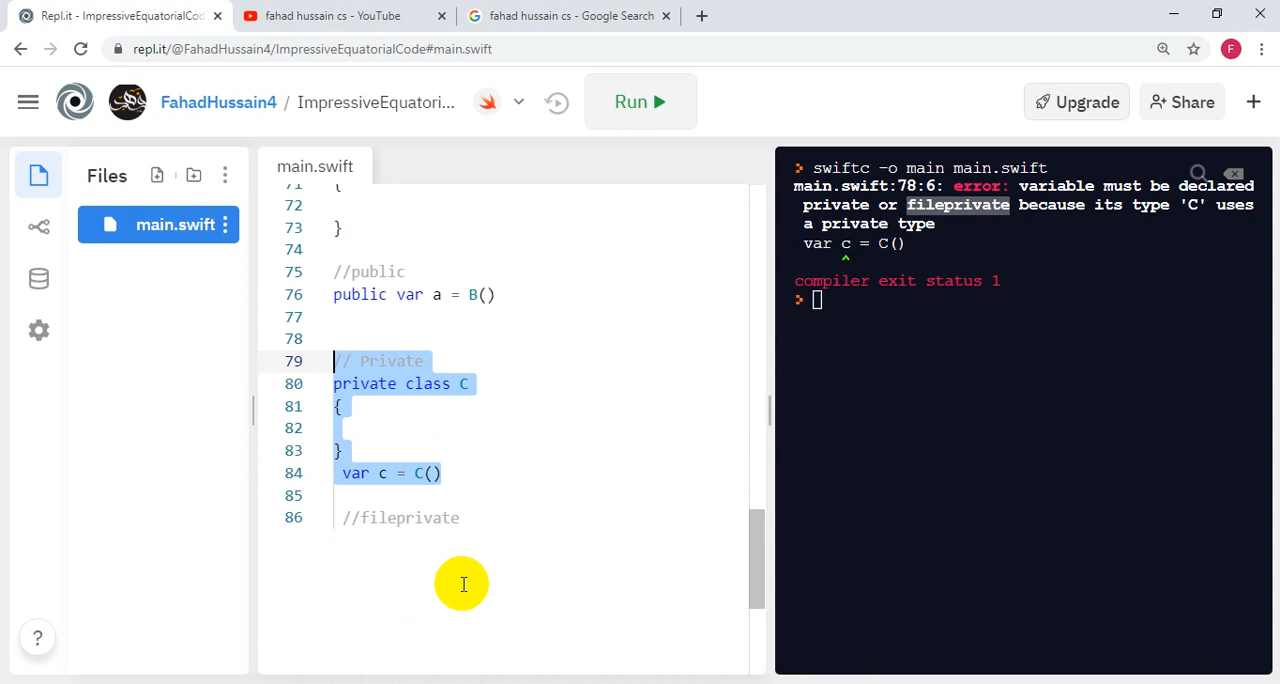 Repl.it - ImpressiveEquatorialCod
fahad hussain cs - YouTube
fahad hussain cs - Google Search
repl.it/@FahadHussain4/ImpressiveEquatorialCode#main.swift
F
FahadHussain4 / ImpressiveEquatori...
Run
Upgrade
Share
Files
main.swift
main.swift
71 {
72
73 }
74
75 //public
76 public var a = B()
77
78
79 // Private
80 private class C
81 {
82
83 }
84 var c = C()
85
86 //fileprivate
> swiftc -o main main.swift
main.swift:78:6: error: variable must be declared
private or fileprivate because its type 'C' uses
a private type
var c = C()
^
compiler exit status 1
>
?